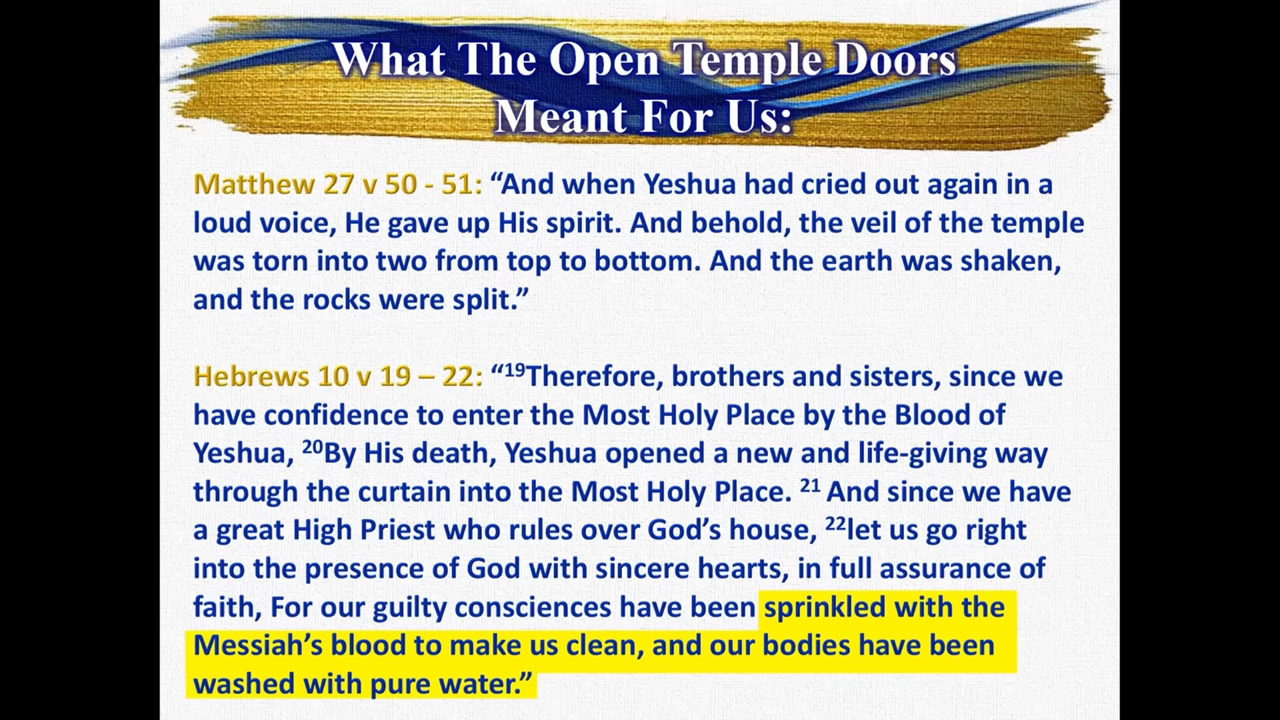 What The Open Temple Doors
Meant For Us:
Matthew 27 v 50 - 51: “And when Yeshua had cried out again in a
loud voice, He gave up His spirit. And behold, the veil of the temple
was torn into two from top to bottom. And the earth was shaken,
and the rocks were split.”
Hebrews 10 v 19 – 22: “¹⁹Therefore, brothers and sisters, since we
have confidence to enter the Most Holy Place by the Blood of
Yeshua, ²⁰By His death, Yeshua opened a new and life-giving way
through the curtain into the Most Holy Place. ²¹ And since we have
a great High Priest who rules over God’s house, ²²let us go right
into the presence of God with sincere hearts, in full assurance of
faith, For our guilty consciences have been sprinkled with the
Messiah’s blood to make us clean, and our bodies have been
washed with pure water.”